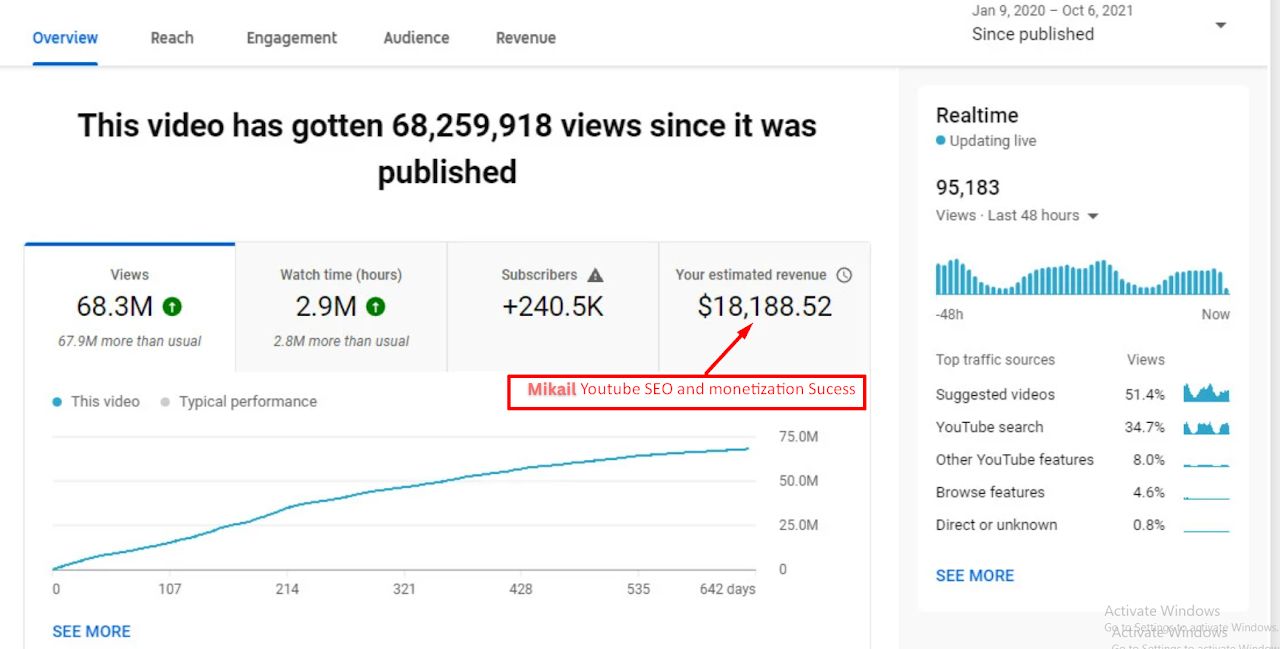 Overview Reach Engagement Audience Revenue
Jan 9, 2020 – Oct 6, 2021
Since published
This video has gotten 68,259,918 views since it was
published
Views
68.3M
67.9M more than usual
Watch time (hours)
2.9M
2.8M more than usual
Subscribers
+240.5K
Your estimated revenue
$18,188.52
Mikail Youtube SEO and monetization Sucess
This video Typical performance
75.0M
50.0M
25.0M
0
0 107 214 321 428 535 642 days
SEE MORE
Realtime
Updating live
95,183
Views · Last 48 hours
-48h Now
Top traffic sources Views
Suggested videos 51.4%
YouTube search 34.7%
Other YouTube features 8.0%
Browse features 4.6%
Direct or unknown 0.8%
SEE MORE
Activate Windows
Go to Settings to activate Windows.
Activate Windows
Go to Settings to activate Windows